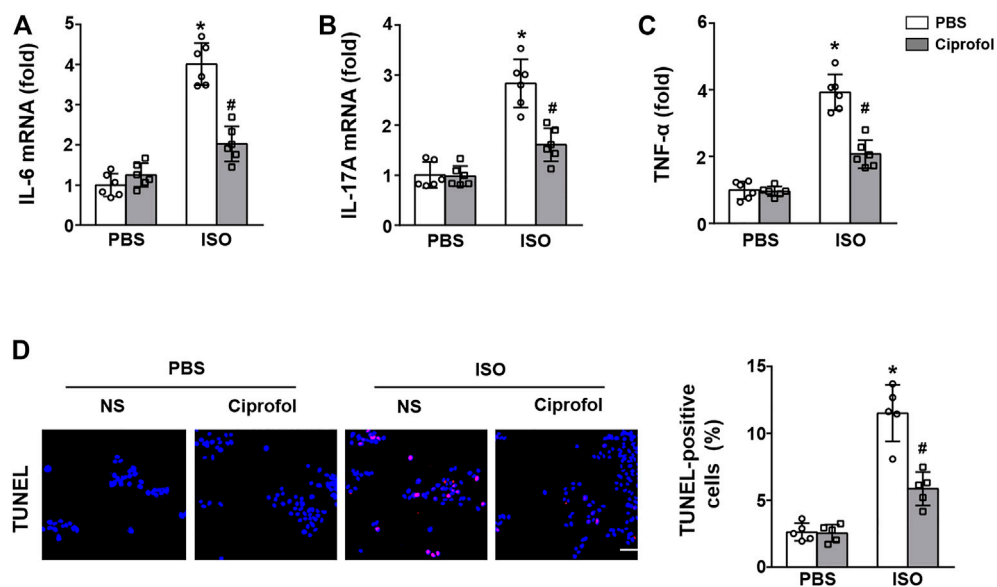 A
IL-6 mRNA (fold)
5
4
3
2
1
0
*
#
PBS
ISO
B
IL-17A mRNA (fold)
4
3
2
1
0
*
#
PBS
ISO
C
TNF-α (fold)
6
4
2
0
*
#
PBS
ISO
PBS
Ciprofol
D
PBS
ISO
NS
Ciprofol
NS
Ciprofol
TUNEL
TUNEL-positive
cells (%)
15
10
5
0
*
#
PBS
ISO